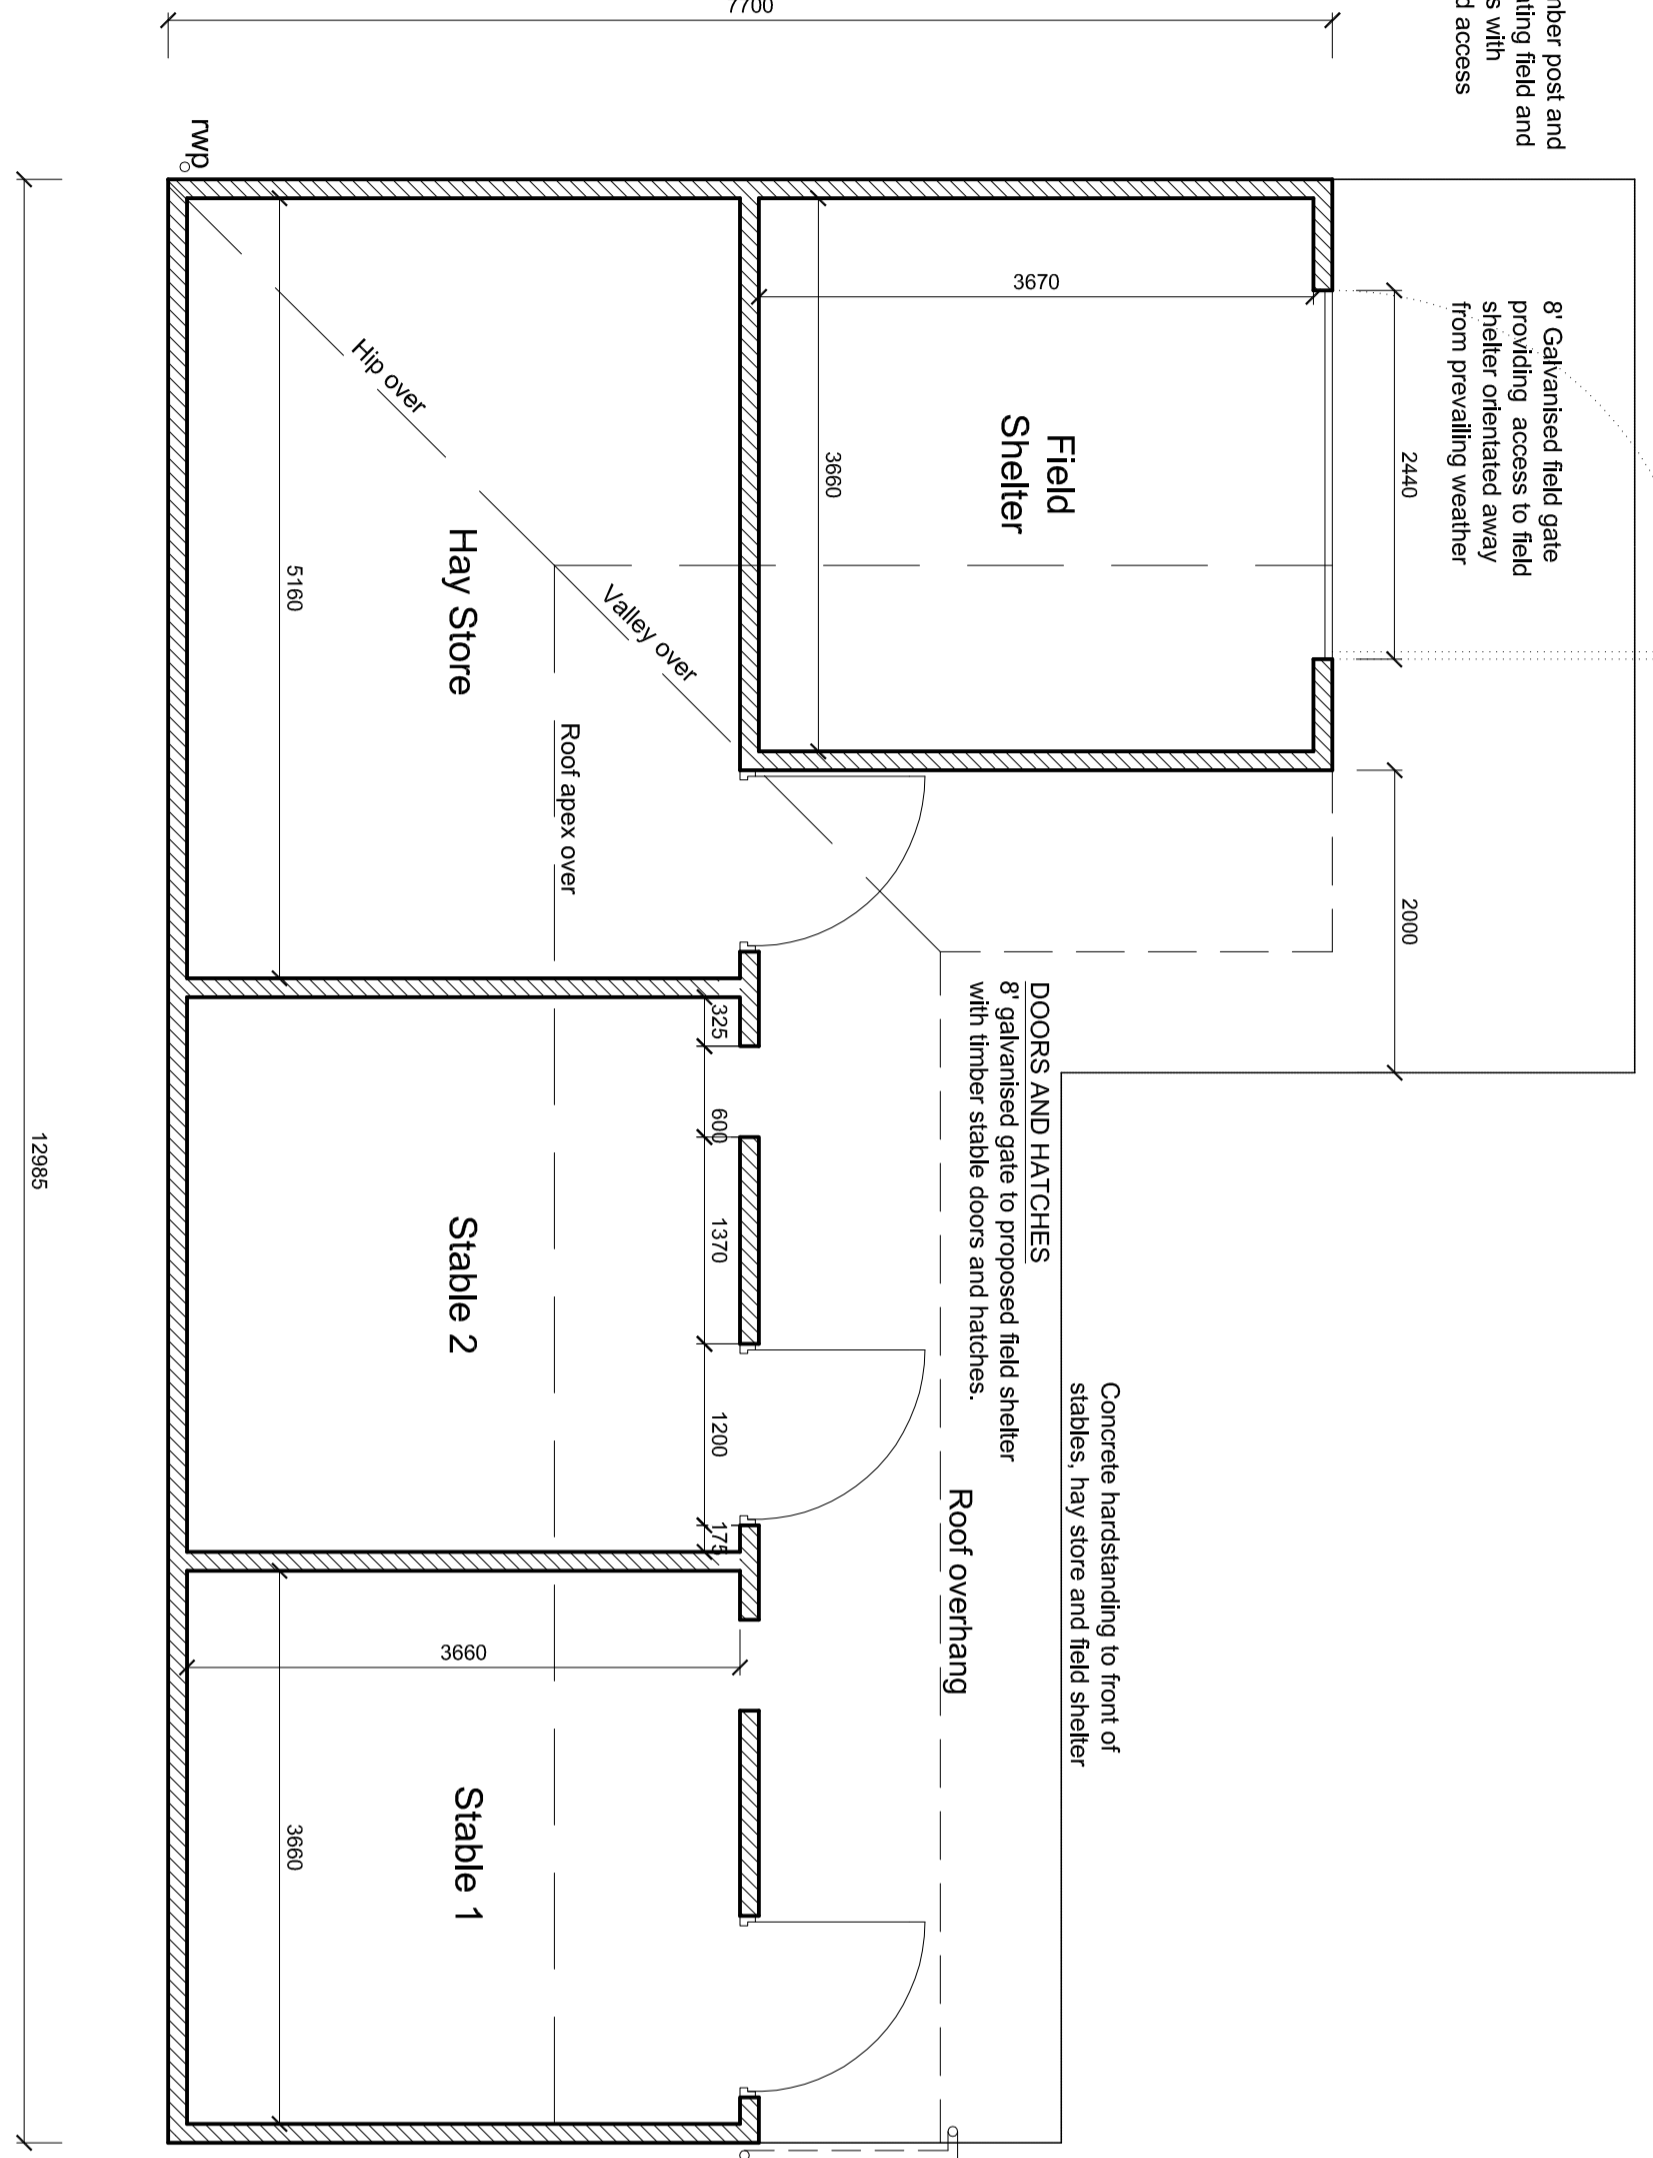 mber post and
ating field and
s with
d access
8' Galvanised field gate
providing access to field
shelter orientated away
from prevailing weather
7700
rwp
2440
2000
3670
3660
Field
Shelter
Hip over
Valley over
Hay Store
5160
Roof apex over
DOORS AND HATCHES
8' galvanised gate to proposed field shelter
with timber stable doors and hatches.
325
600
1370
1200
175
Stable 2
Roof overhang
Concrete hardstanding to front of
stables, hay store and field shelter
3660
3660
Stable 1
12985